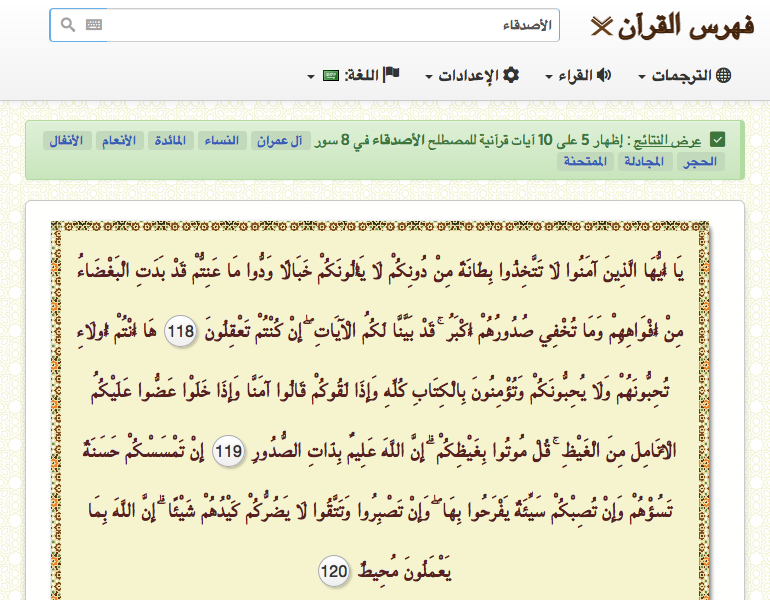 فهرس القرآن
الأصدقاء
الترجمات
القراء
الإعدادات
اللغة:
عرض النتائج : إظهار 5 على 10 آيات قرآنية للمصطلح الأصدقاء في 8 سور آل عمران النساء المائدة الأنعام الأنفال
الحجر المجادلة الممتحنة
يَا أَيُّهَا الَّذِينَ آمَنُوا لَا تَتَّخِذُوا بِطَانَةً مِنْ دُونِكُمْ لَا يَأْلُونَكُمْ خَبَالًا وَدُّوا مَا عَنِتُّمْ قَدْ بَدَتِ الْبَغْضَاءُ
مِنْ أَفْوَاهِهِمْ وَمَا تُخْفِي صُدُورُهُمْ أَكْبَرُ ۚ قَدْ بَيَّنَّا لَكُمُ الْآيَاتِ ۖ إِنْ كُنْتُمْ تَعْقِلُونَ 118 هَا أَنْتُمْ أُولَاءِ
تُحِبُّونَهُمْ وَلَا يُحِبُّونَكُمْ وَتُؤْمِنُونَ بِالْكِتَابِ كُلِّهِ وَإِذَا لَقُوكُمْ قَالُوا آمَنَّا وَإِذَا خَلَوْا عَضُّوا عَلَيْكُمُ
الْأَنَامِلَ مِنَ الْغَيْظِ ۚ قُلْ مُوتُوا بِغَيْظِكُمْ ۗ إِنَّ اللَّهَ عَلِيمٌ بِذَاتِ الصُّدُورِ 119 إِنْ تَمْسَسْكُمْ حَسَنَةٌ
تَسُؤْهُمْ وَإِنْ تُصِبْكُمْ سَيِّئَةٌ يَفْرَحُوا بِهَا ۖ وَإِنْ تَصْبِرُوا وَتَتَّقُوا لَا يَضُرُّكُمْ كَيْدُهُمْ شَيْئًا ۗ إِنَّ اللَّهَ بِمَا
يَعْمَلُونَ مُحِيطٌ 120